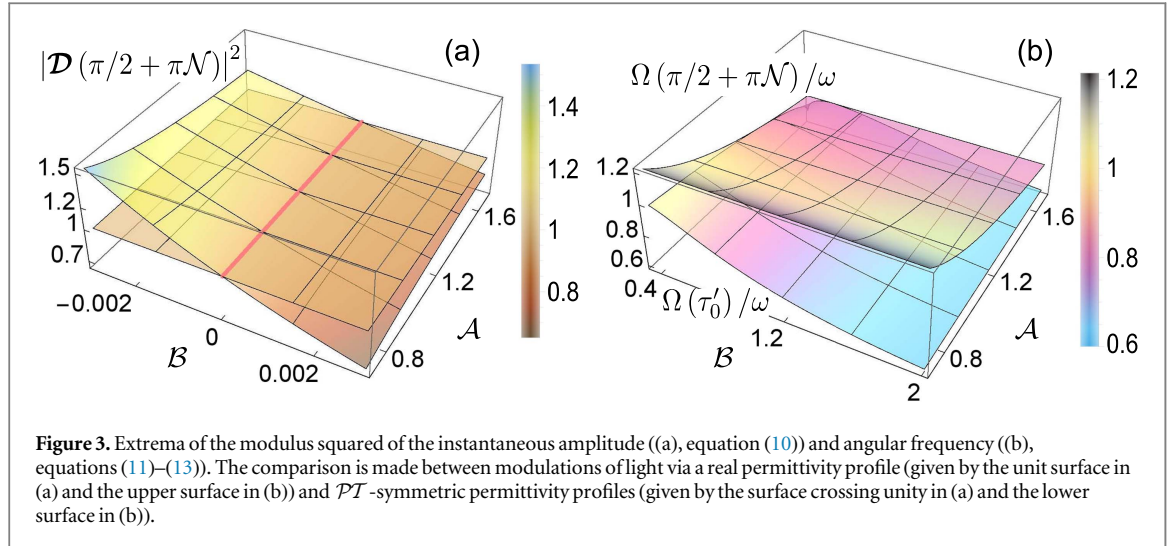 (a)
|𝓓 (π/2 + π𝒩)|²
1.5
1.2
1
0.7
−0.002
0
0.002
ℬ
0.8
1.2
1.6
𝒜
1.4
1.2
1
0.8
(b)
Ω (π/2 + π𝒩) /ω
1.2
1
0.8
0.6
0.4
Ω (τ′₀) /ω
1.2
2
ℬ
0.8
1.2
1.6
𝒜
1.2
1
0.8
0.6
Figure 3. Extrema of the modulus squared of the instantaneous amplitude ((a), equation (10)) and angular frequency ((b),
equations (11)–(13)). The comparison is made between modulations of light via a real permittivity profile (given by the unit surface in
(a) and the upper surface in (b)) and 𝒫𝒯 -symmetric permittivity profiles (given by the surface crossing unity in (a) and the lower
surface in (b)).